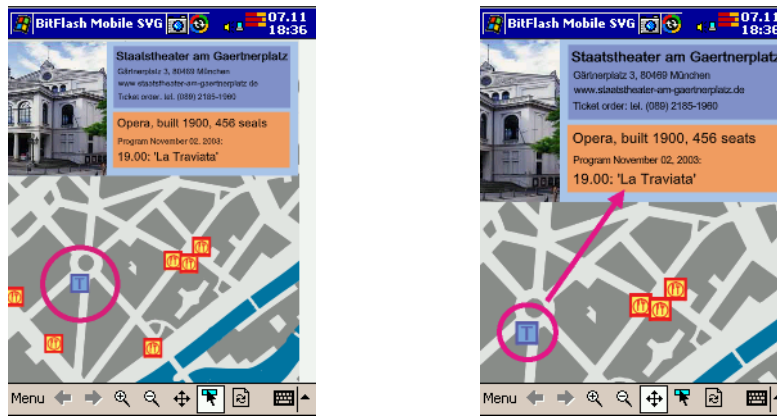 BitFlash Mobile SVG 07.11
18:36
Staatstheater am Gaertnerplatz
Gärtnerplatz 3, 80469 München
www.staatstheater-am-gaertnerplatz.de
Ticket order: tel. (089) 2185-1960
Opera, built 1900, 456 seats
Program November 02, 2003:
19.00: 'La Traviata'
T
Menu
BitFlash Mobile SVG 07.11
18:36
Staatstheater am Gaertnerplatz
Gärtnerplatz 3, 80469 München
www.staatstheater-am-gaertnerplatz.de
Ticket order: tel. (089) 2185-1960
Opera, built 1900, 456 seats
Program November 02, 2003:
19.00: 'La Traviata'
T
Menu